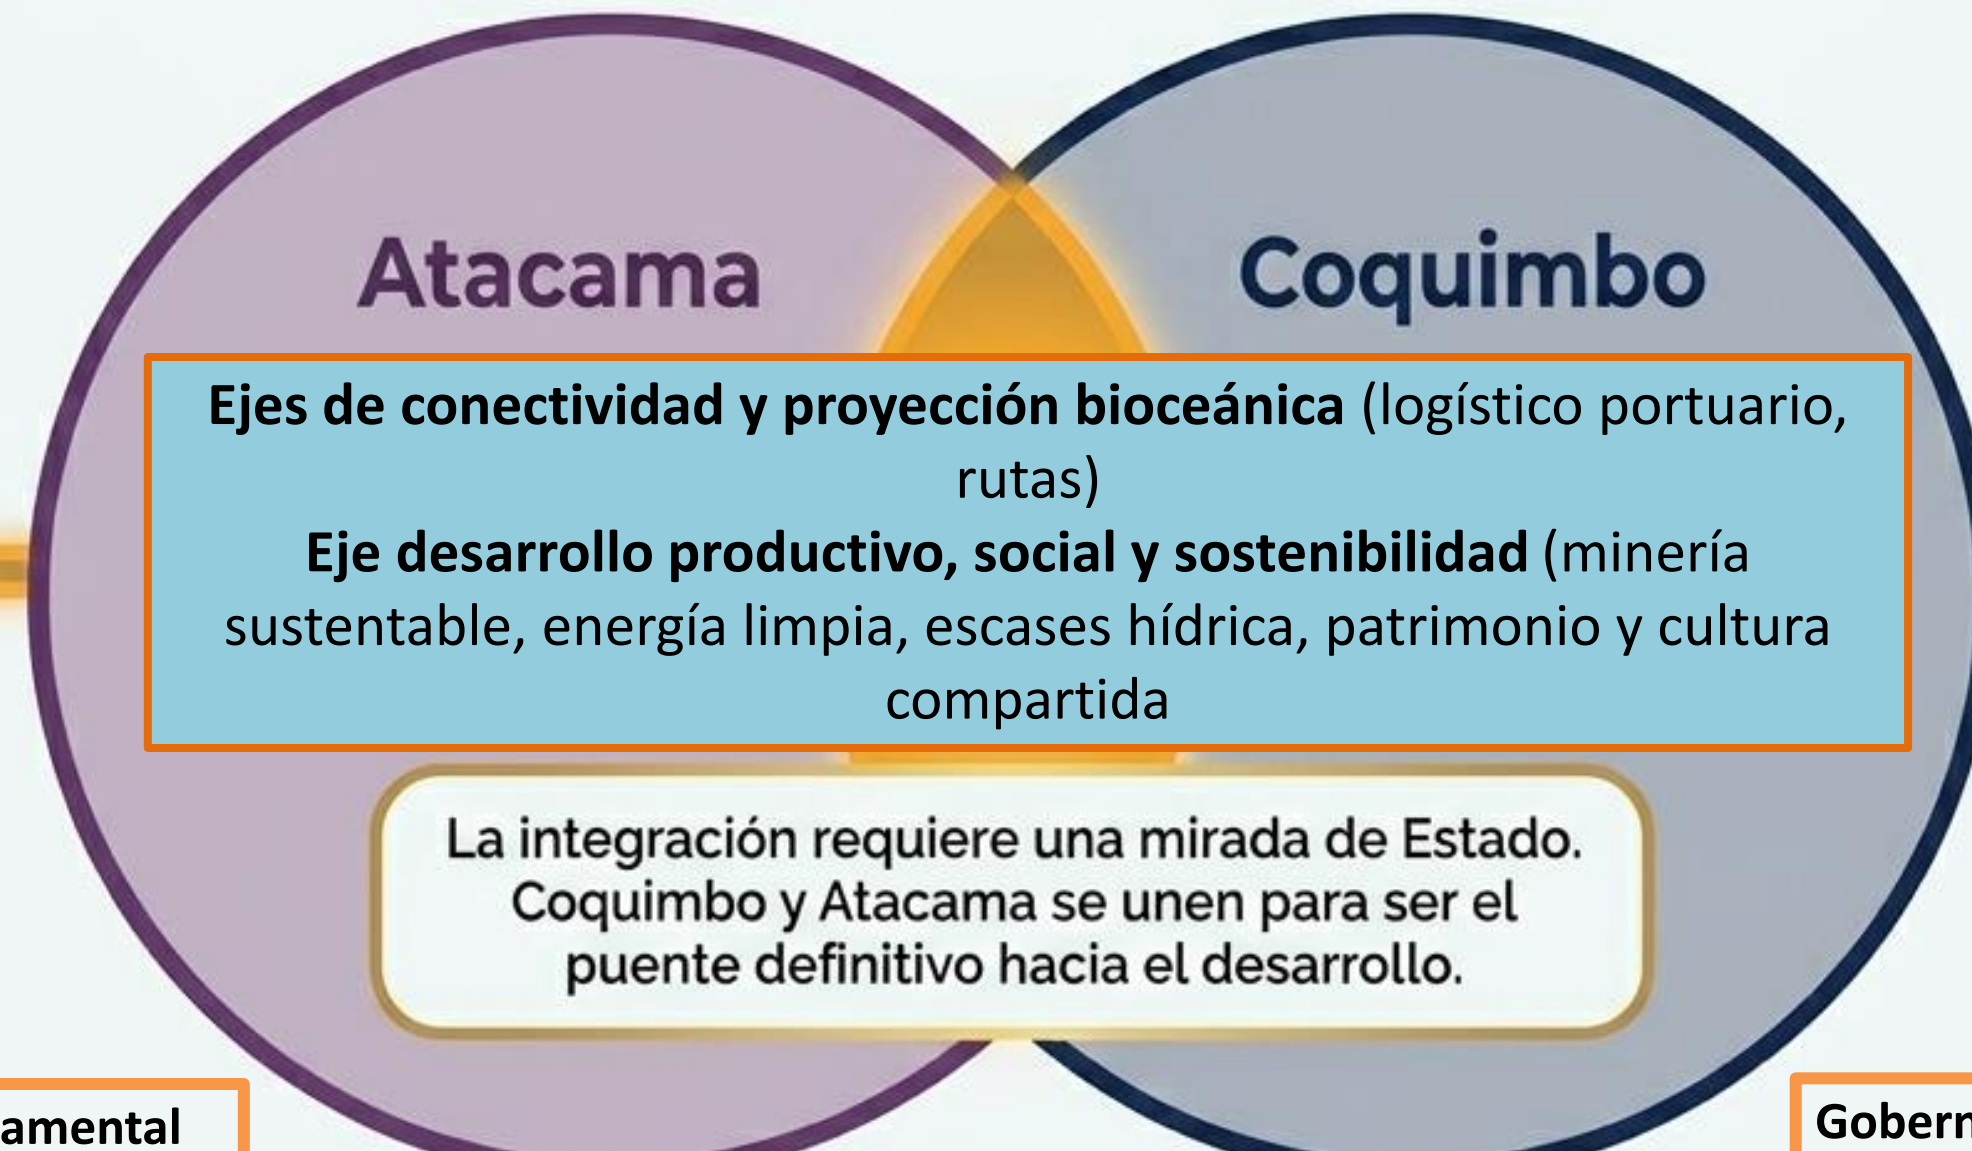 Atacama
Coquimbo
Ejes de conectividad y proyección bioceánica (logístico portuario,
rutas)
Eje desarrollo productivo, social y sostenibilidad (minería
sustentable, energía limpia, escases hídrica, patrimonio y cultura
compartida
La integración requiere una mirada de Estado.
Coquimbo y Atacama se unen para ser el
puente definitivo hacia el desarrollo.
amental
Gobern